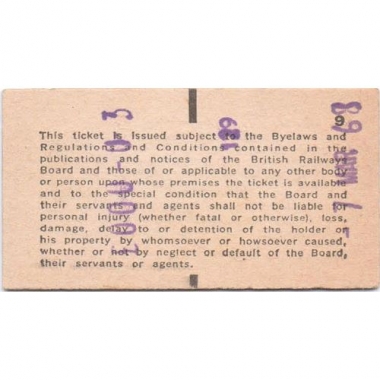 9
This ticket is issued subject to the Byelaws and
Regulations and Conditions contained in the
publications and notices of the British Railways
Board and those of or applicable to any other body
or person upon whose premises the ticket is available
and to the special condition that the Board and
their servants and agents shall not be liable for
personal injury (whether fatal or otherwise), loss,
damage, delay to or detention of the holder or
his property by whomsoever or howsoever caused,
whether or not by neglect or default of the Board,
their servants or agents.